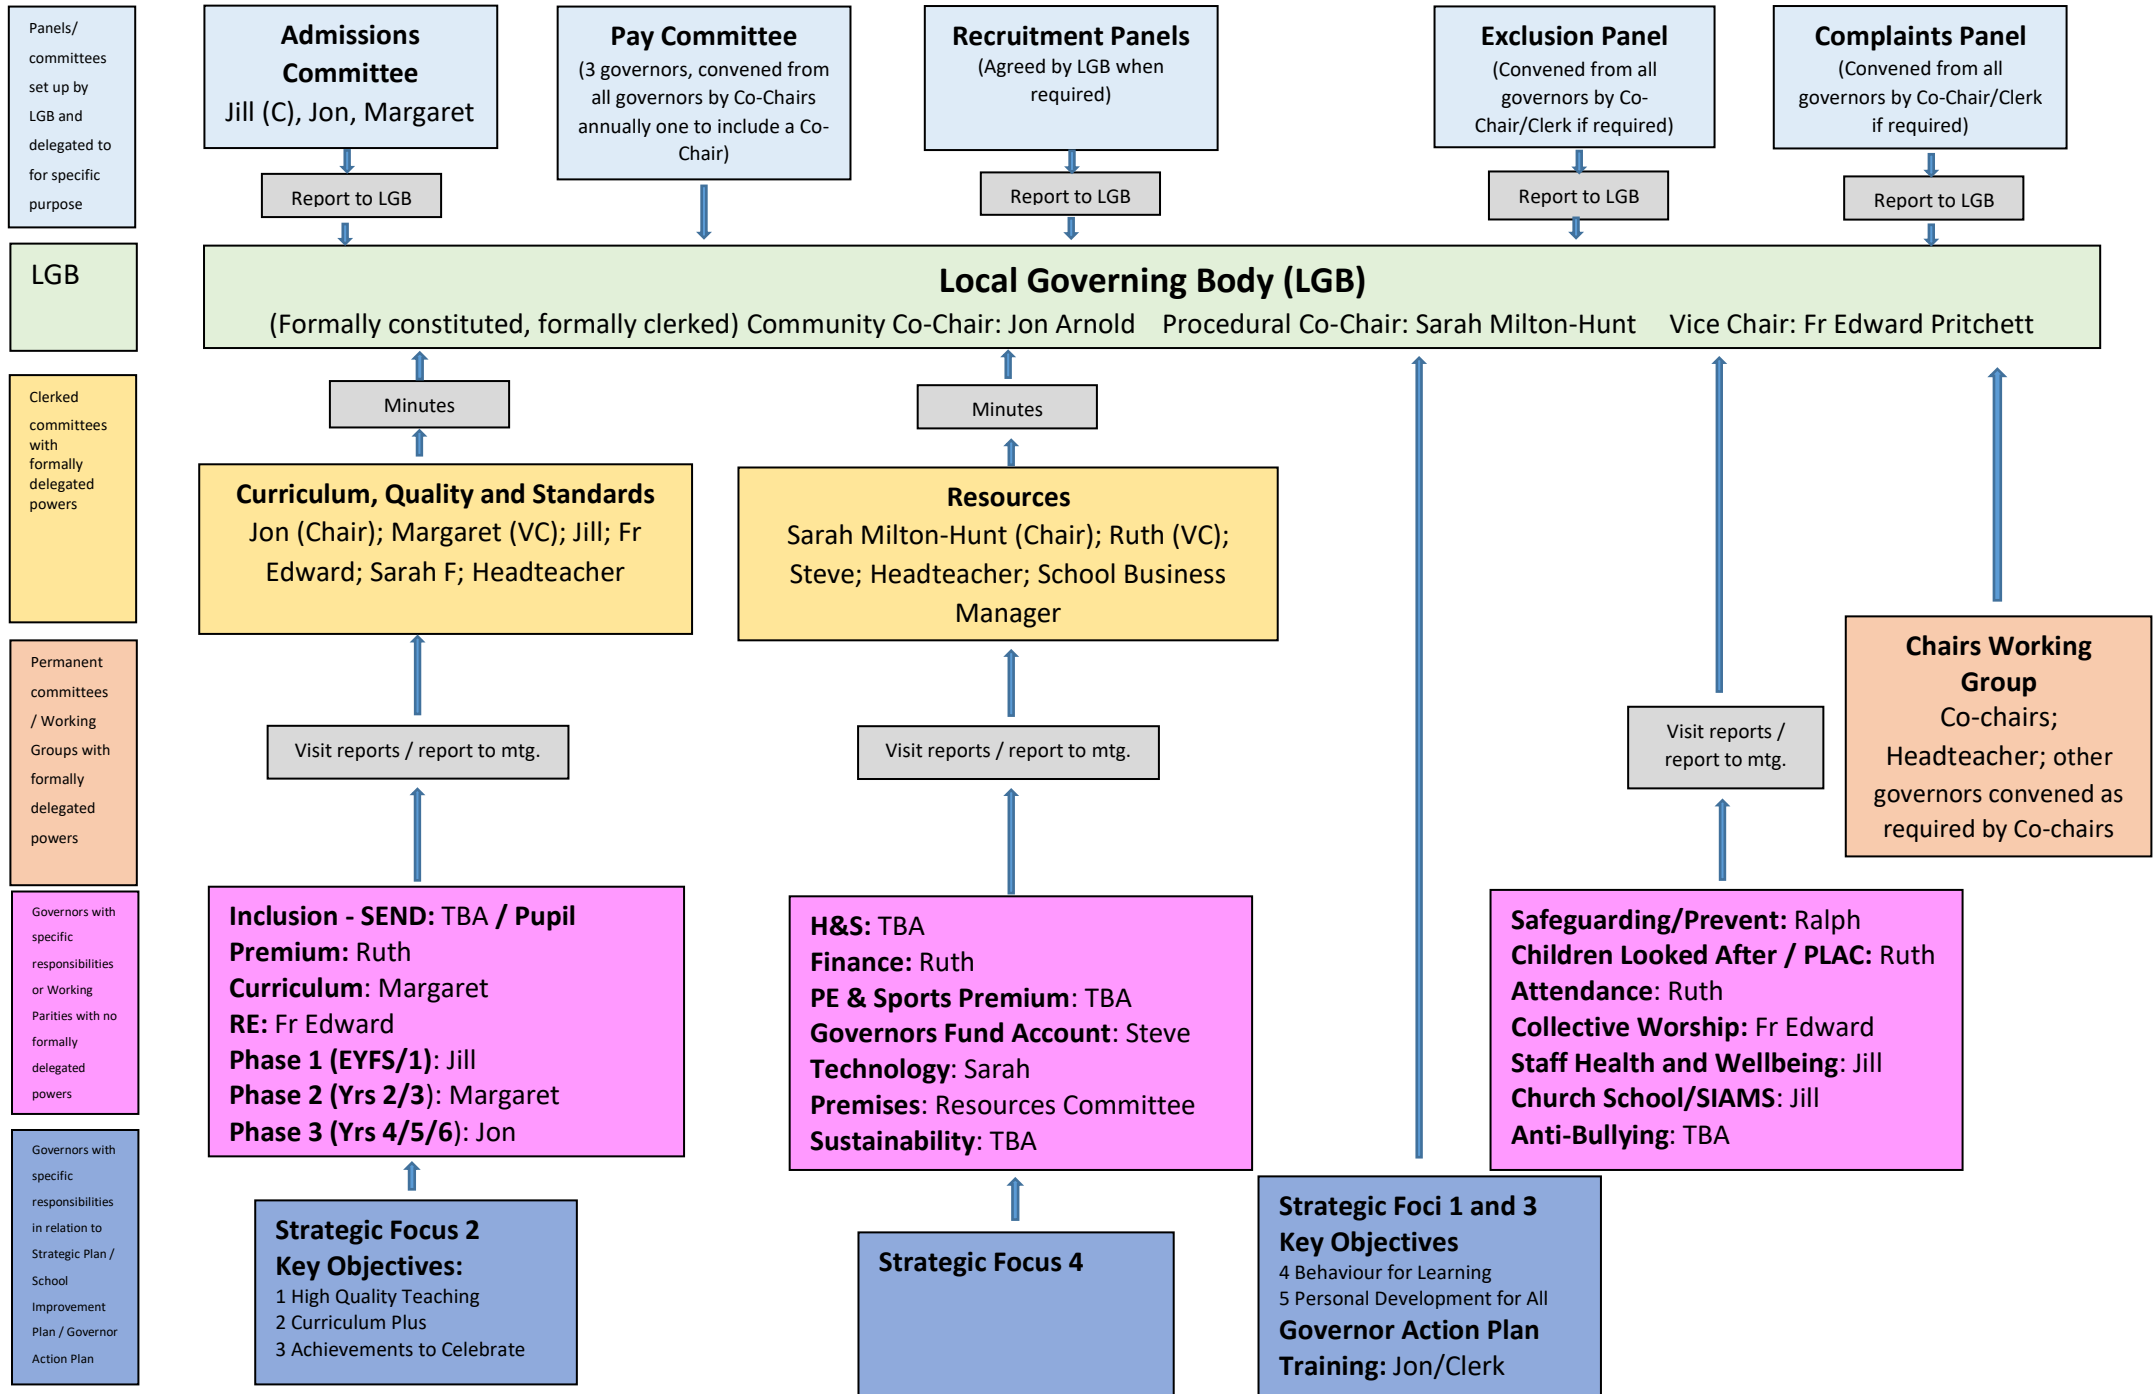 Panels/
committees
set up by
LGB and
delegated to
for specific
purpose
Admissions
Committee
Jill (C), Jon, Margaret
Pay Committee
(3 governors, convened from
all governors by Co-Chairs
annually one to include a Co-
Chair)
Recruitment Panels
(Agreed by LGB when
required)
Exclusion Panel
(Convened from all
governors by Co-
Chair/Clerk if required)
Complaints Panel
(Convened from all
governors by Co-Chair/Clerk
if required)
Report to LGB
Report to LGB
Report to LGB
Report to LGB
LGB
Local Governing Body (LGB)
(Formally constituted, formally clerked) Community Co-Chair: Jon Arnold Procedural Co-Chair: Sarah Milton-Hunt Vice Chair: Fr Edward Pritchett
Clerked
committees
with
formally
delegated
powers
Minutes
Minutes
Curriculum, Quality and Standards
Jon (Chair); Margaret (VC); Jill; Fr
Edward; Sarah F; Headteacher
Resources
Sarah Milton-Hunt (Chair); Ruth (VC);
Steve; Headteacher; School Business
Manager
Permanent
committees
/ Working
Groups with
formally
delegated
powers
Visit reports / report to mtg.
Visit reports / report to mtg.
Visit reports /
report to mtg.
Chairs Working
Group
Co-chairs;
Headteacher; other
governors convened as
required by Co-chairs
Governors with
specific
responsibilities
or Working
Parities with no
formally
delegated
powers
Inclusion - SEND: TBA / Pupil
Premium: Ruth
Curriculum: Margaret
RE: Fr Edward
Phase 1 (EYFS/1): Jill
Phase 2 (Yrs 2/3): Margaret
Phase 3 (Yrs 4/5/6): Jon
H&S: TBA
Finance: Ruth
PE & Sports Premium: TBA
Governors Fund Account: Steve
Technology: Sarah
Premises: Resources Committee
Sustainability: TBA
Safeguarding/Prevent: Ralph
Children Looked After / PLAC: Ruth
Attendance: Ruth
Collective Worship: Fr Edward
Staff Health and Wellbeing: Jill
Church School/SIAMS: Jill
Anti-Bullying: TBA
Governors with
specific
responsibilities
in relation to
Strategic Plan /
School
Improvement
Plan / Governor
Action Plan
Strategic Focus 2
Key Objectives:
1 High Quality Teaching
2 Curriculum Plus
3 Achievements to Celebrate
Strategic Focus 4
Strategic Foci 1 and 3
Key Objectives
4 Behaviour for Learning
5 Personal Development for All
Governor Action Plan
Training: Jon/Clerk